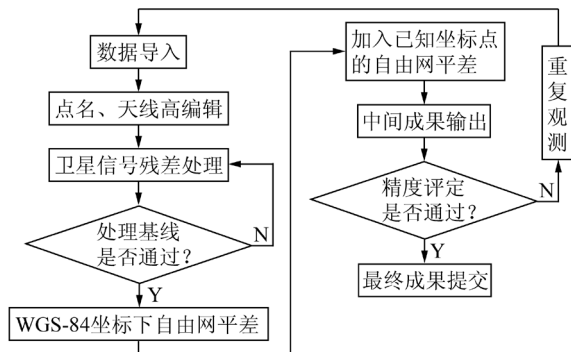 数据导入
点名、天线高编辑
卫星信号残差处理
处理基线
是否通过?
N
Y
WGS-84坐标下自由网平差
加入已知坐标点
的自由网平差
中间成果输出
精度评定
是否通过?
N
Y
最终成果提交
重
复
观
测